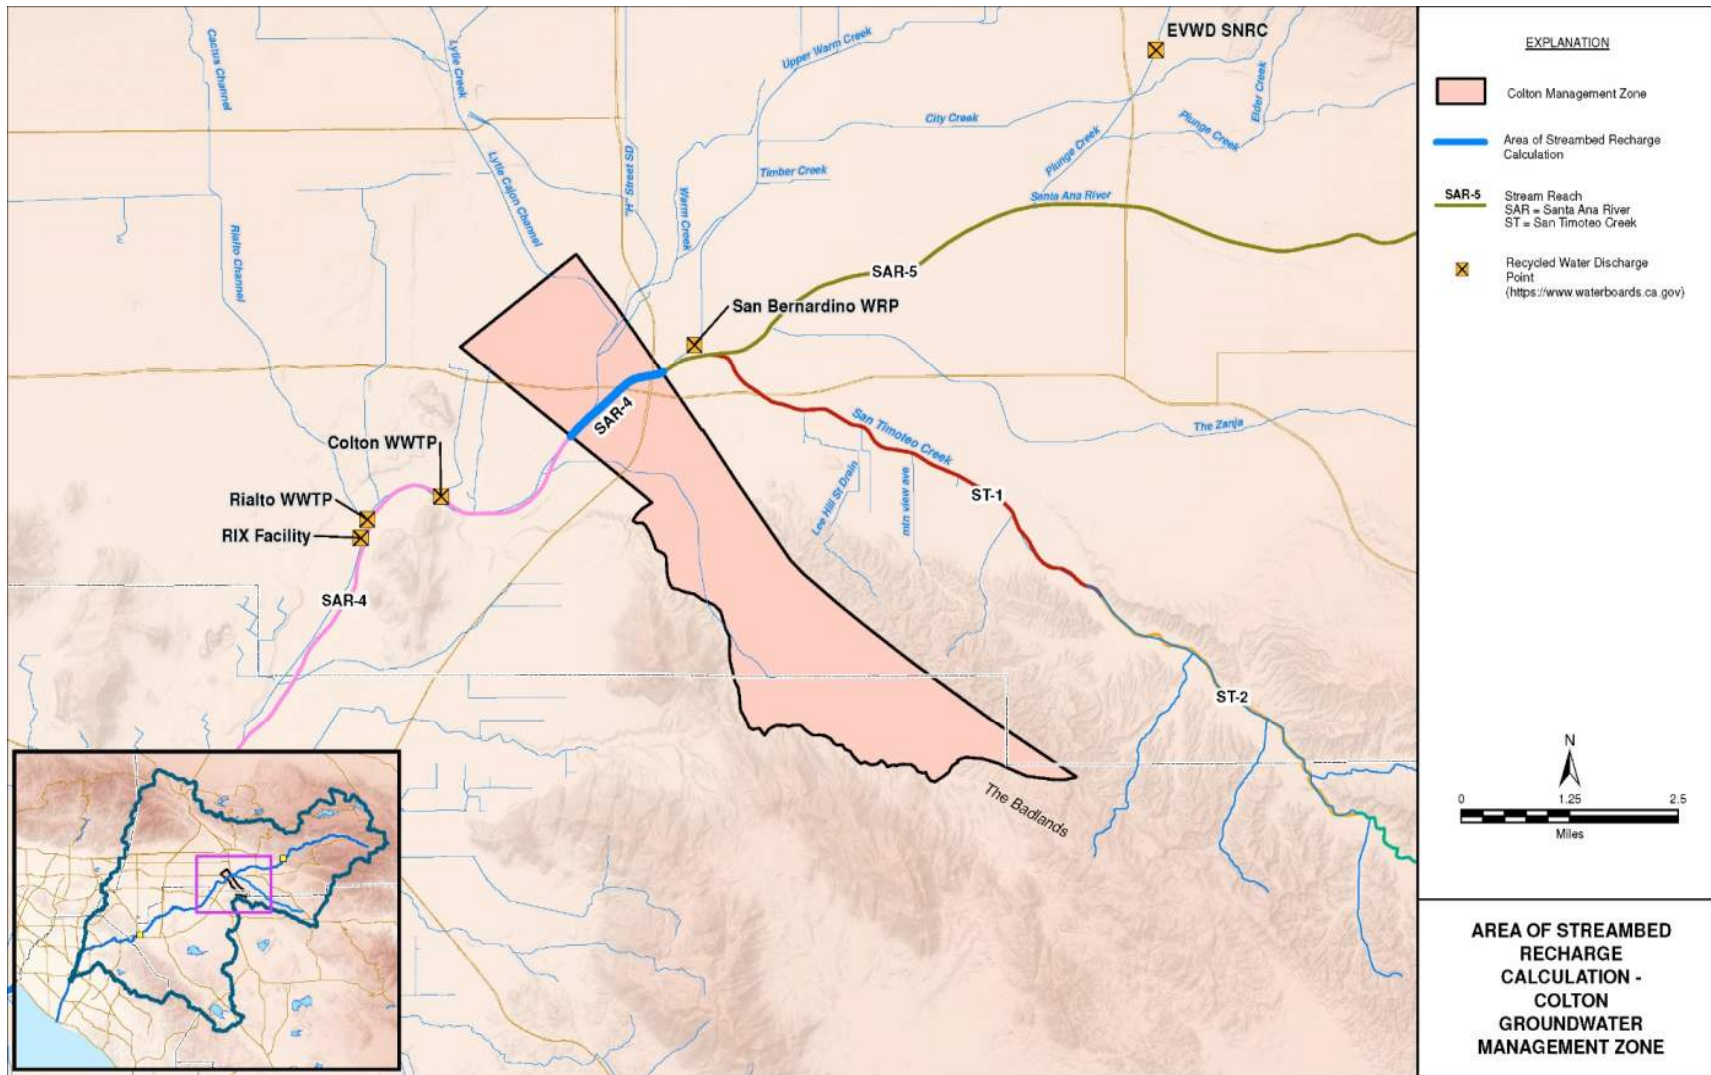 Cactus Channel
Lytle Creek
Upper Warm Creek
EVWD SNRC
City Creek
Plunge Creek
Plunge Creek
Elder Creek
Lytle Cajon Channel
"H" Street SD
Timber Creek
Warm Creek
Santa Ana River
Rialto Channel
SAR-5
San Bernardino WRP
SAR-4
San Timoteo Creek
The Zanja
Colton WWTP
Lee Hill St Drain
mtn view ave
ST-1
Rialto WWTP
RIX Facility
SAR-4
ST-2
The Badlands
EXPLANATION
Colton Management Zone
Area of Streambed Recharge
Calculation
SAR-5
Stream Reach
SAR = Santa Ana River
ST = San Timoteo Creek
Recycled Water Discharge
Point
(https://www.waterboards.ca.gov)
N
0 1.25 2.5
Miles
AREA OF STREAMBED
RECHARGE
CALCULATION -
COLTON
GROUNDWATER
MANAGEMENT ZONE